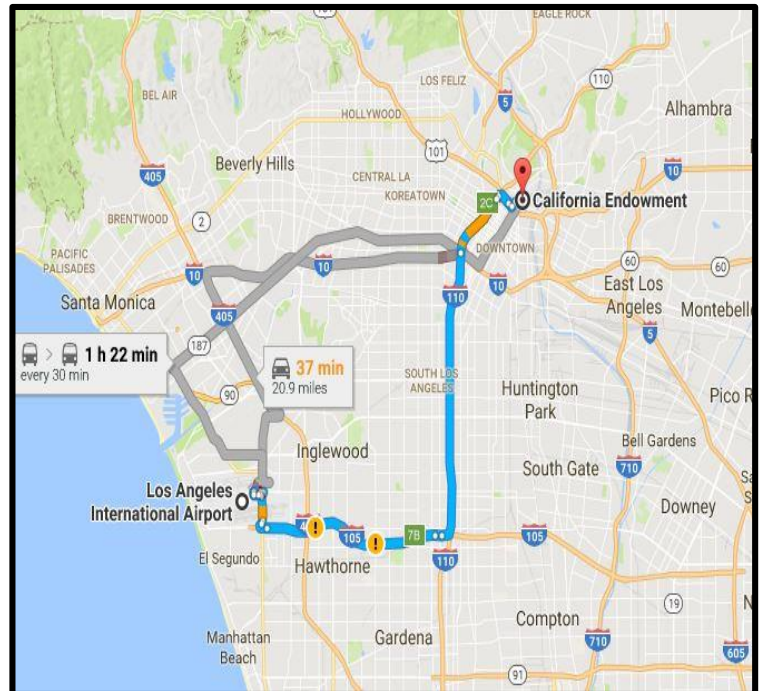 EAGLE ROCK
101
110
LOS FELIZ
BEL AIR
5
Alhambra
HOLLYWOOD
405
101
10
Beverly Hills
CENTRAL LA
KOREATOWN
2C
California Endowment
BRENTWOOD
2
DOWNTOWN
PACIFIC
PALISADES
10
10
60
60
110
10
East Los
Angeles
Santa Monica
405
Montebell
5
187
1 h 22 min
every 30 min
37 min
20.9 miles
SOUTH LOS
ANGELES
90
Huntington
Park
Pico R
Bell Gardens
Inglewood
South Gate
710
Los Angeles
International Airport
Downey
105
7B
105
El Segundo
Hawthorne
110
19
Compton
Manhattan
Beach
Gardena
710
605
91